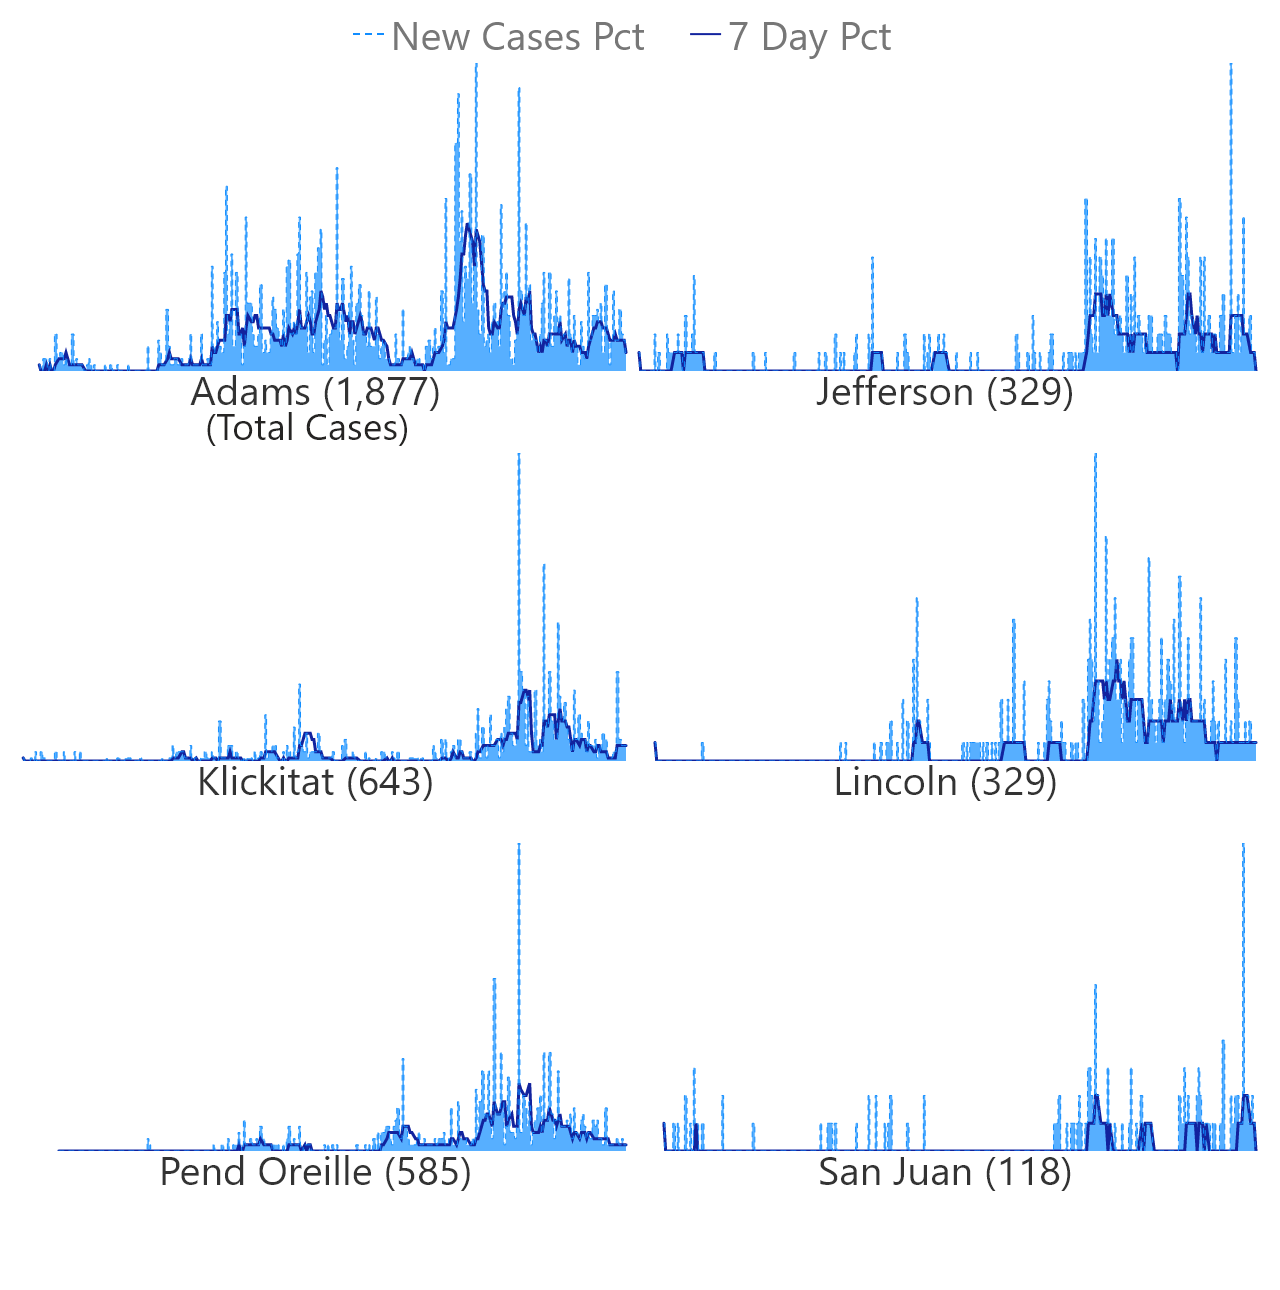 New Cases Pct 7 Day Pct
Adams (1,877) Jefferson (329)
(Total Cases)
Klickitat (643) Lincoln (329)
Pend Oreille (585) San Juan (118)